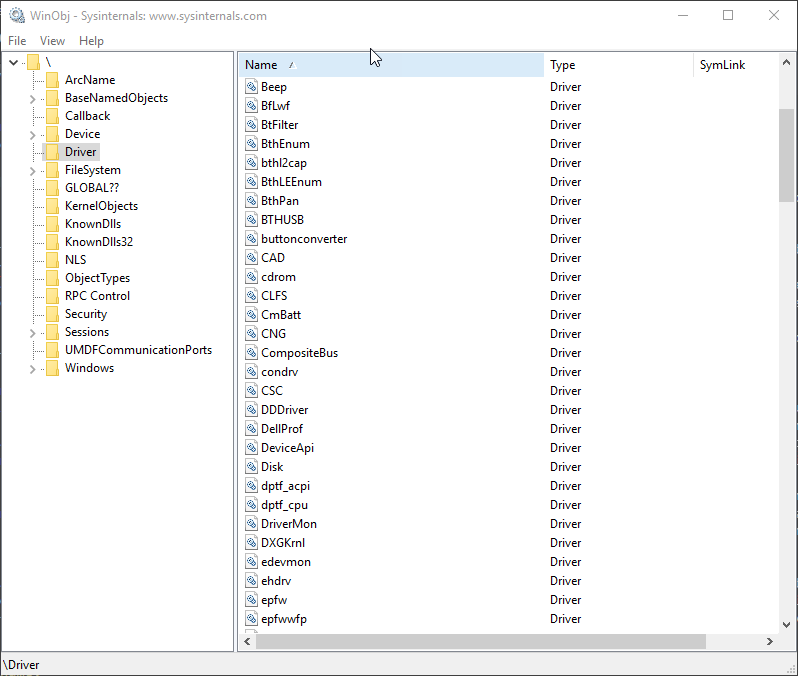 WinObj - Sysinternals: www.sysinternals.com
File View Help
\
ArcName
BaseNamedObjects
Callback
Device
Driver
FileSystem
GLOBAL??
KernelObjects
KnownDlls
KnownDlls32
NLS
ObjectTypes
RPC Control
Security
Sessions
UMDFCommunicationPorts
Windows
Name Type SymLink
Beep Driver
BfLwf Driver
BtFilter Driver
BthEnum Driver
bthl2cap Driver
BthLEEnum Driver
BthPan Driver
BTHUSB Driver
buttonconverter Driver
CAD Driver
cdrom Driver
CLFS Driver
CmBatt Driver
CNG Driver
CompositeBus Driver
condrv Driver
CSC Driver
DDDriver Driver
DellProf Driver
DeviceApi Driver
Disk Driver
dptf_acpi Driver
dptf_cpu Driver
DriverMon Driver
DXGKrnl Driver
edevmon Driver
ehdrv Driver
epfw Driver
epfwwfp Driver
\Driver